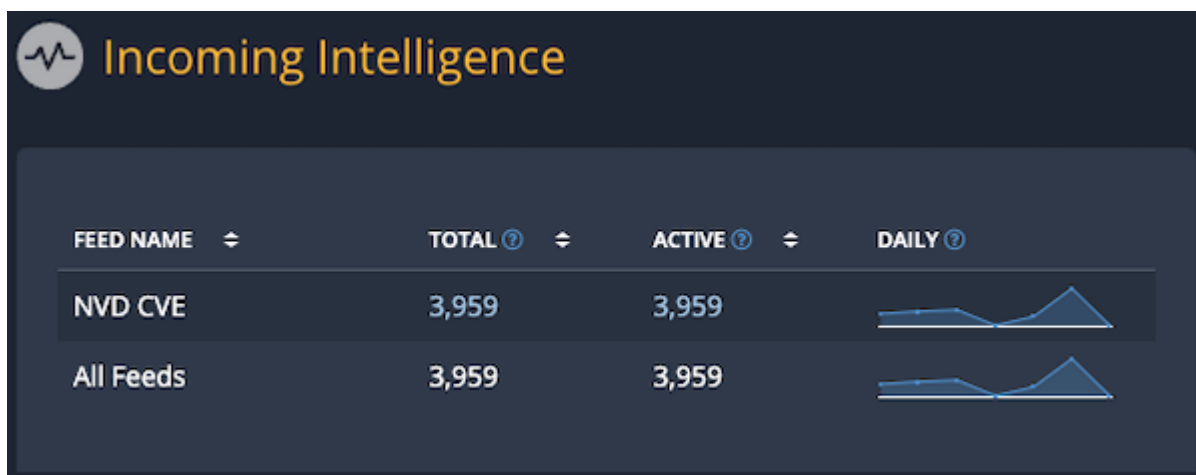 Incoming Intelligence
FEED NAME TOTAL ? ACTIVE ? DAILY ?
NVD CVE 3,959 3,959
All Feeds 3,959 3,959